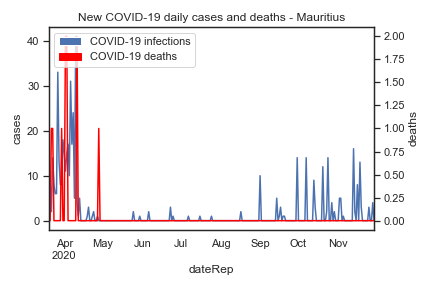 New COVID-19 daily cases and deaths - Mauritius
COVID-19 infections
COVID-19 deaths
cases
40
30
20
10
0
deaths
2.00
1.75
1.50
1.25
1.00
0.75
0.50
0.25
0.00
Apr May Jun Jul Aug Sep Oct Nov
2020
dateRep